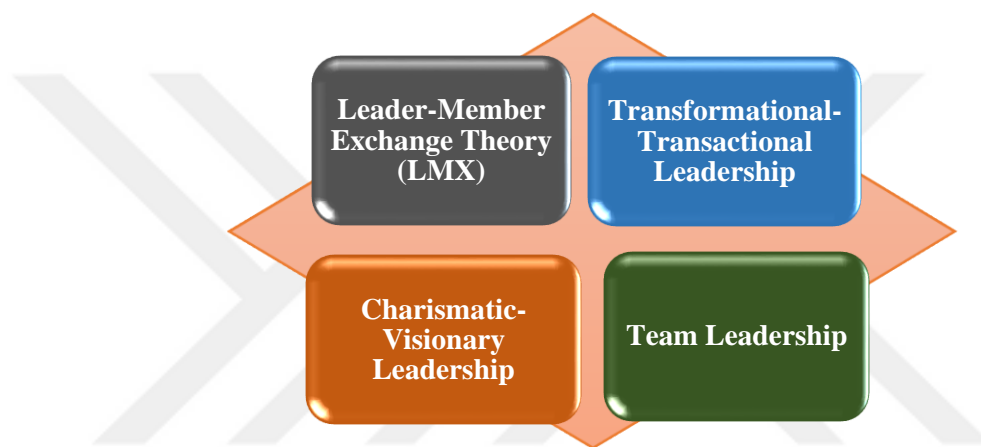 Leader-Member
Exchange Theory
(LMX)
Transformational-
Transactional
Leadership
Charismatic-
Visionary
Leadership
Team Leadership